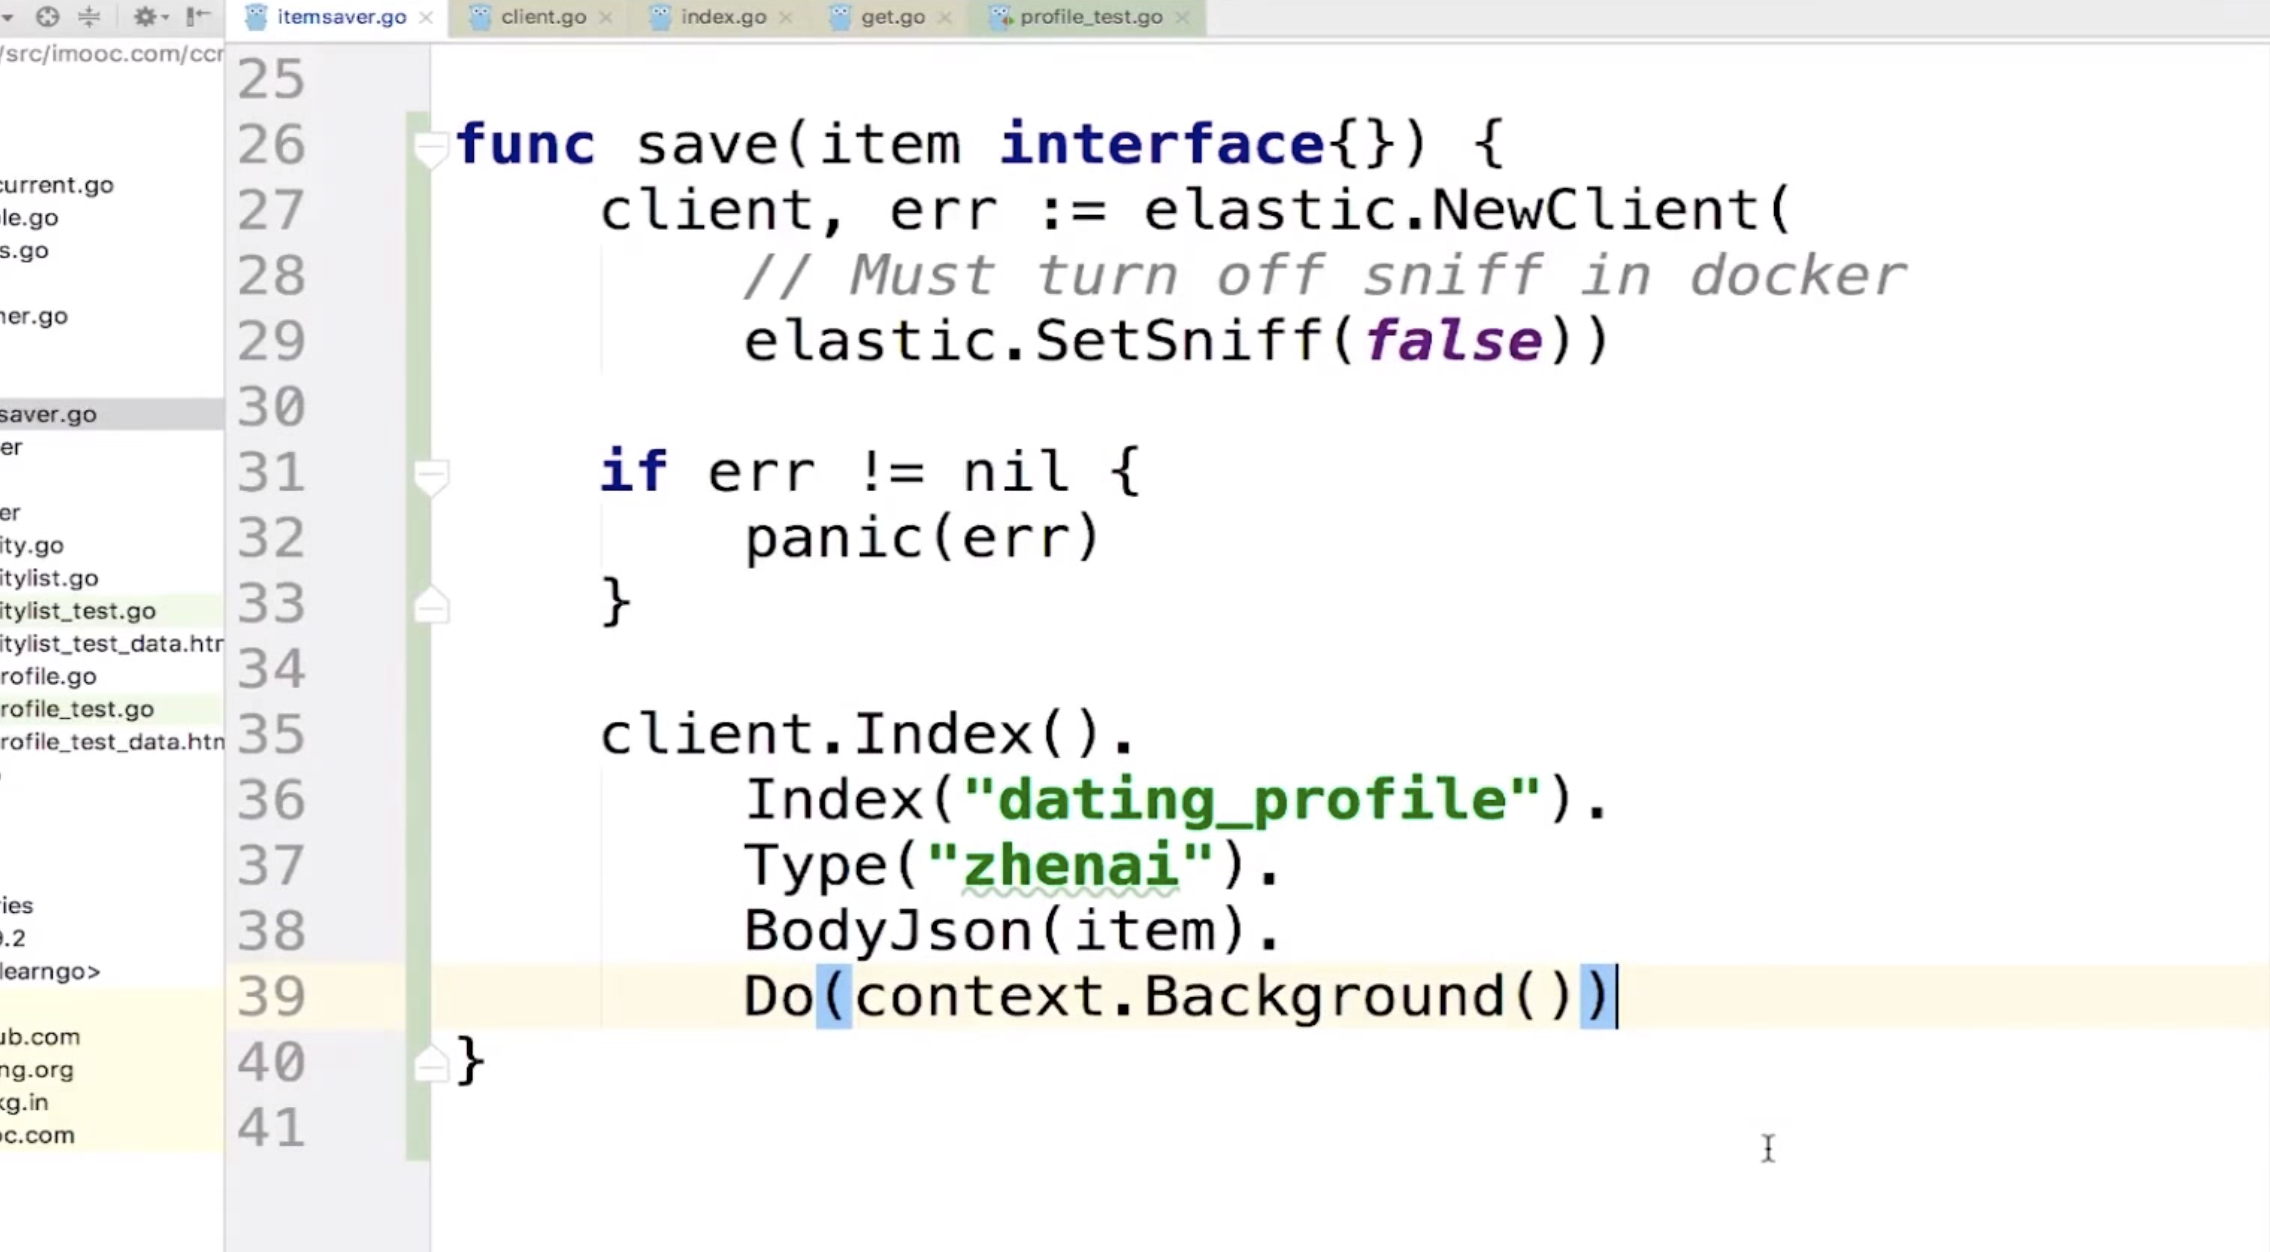 itemsaver.go client.go index.go get.go profile_test.go
/src/imooc.com/ccr
current.go
le.go
s.go
ner.go
saver.go
er
er
ity.go
itylist.go
itylist_test.go
itylist_test_data.htr
rofile.go
rofile_test.go
rofile_test_data.htn
ries
9.2
learngo>
ub.com
ng.org
kg.in
oc.com
25
26 func save(item interface{}) {
27 client, err := elastic.NewClient(
28 // Must turn off sniff in docker
29 elastic.SetSniff(false))
30
31 if err != nil {
32 panic(err)
33 }
34
35 client.Index().
36 Index("dating_profile").
37 Type("zhenai").
38 BodyJson(item).
39 Do(context.Background())
40 }
41